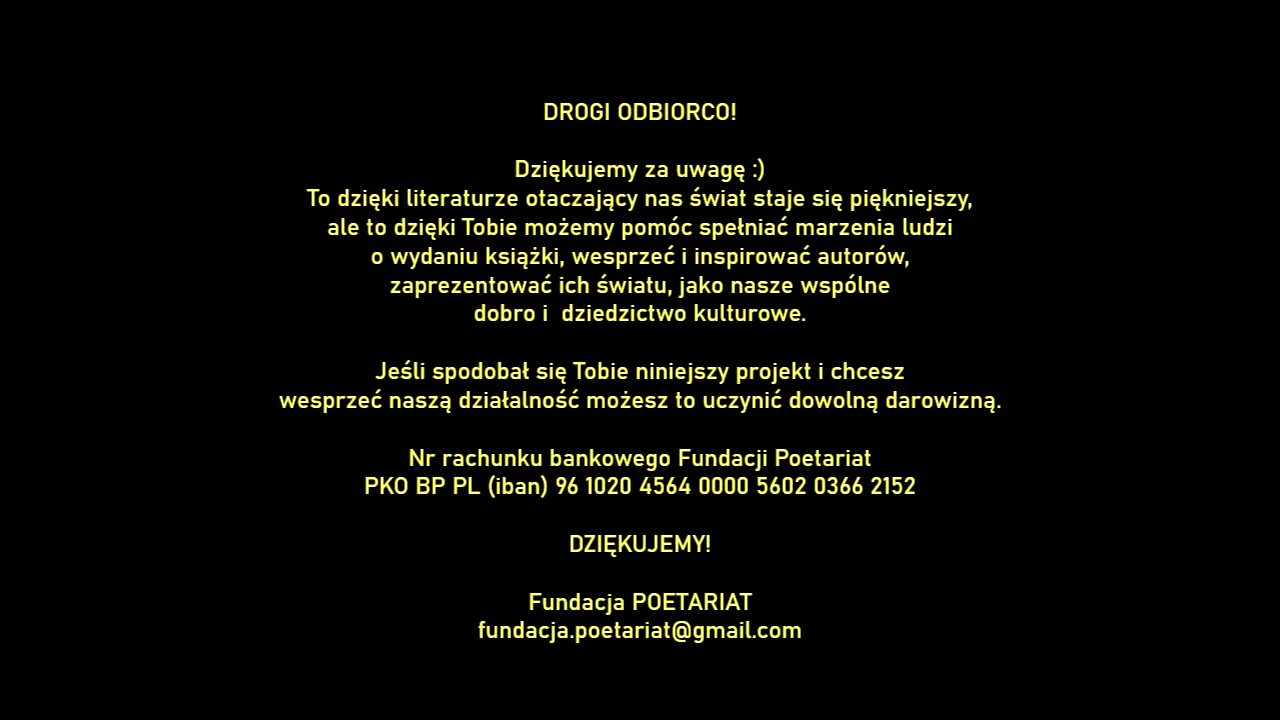 DROGI ODBIORCO!
Dziękujemy za uwagę :)
To dzięki literaturze otaczający nas świat staje się piękniejszy,
ale to dzięki Tobie możemy pomóc spełniać marzenia ludzi
o wydaniu książki, wesprzeć i inspirować autorów,
zaprezentować ich światu, jako nasze wspólne
dobro i  dziedzictwo kulturowe.
Jeśli spodobał się Tobie niniejszy projekt i chcesz
wesprzeć naszą działalność możesz to uczynić dowolną darowizną.
Nr rachunku bankowego Fundacji Poetariat
PKO BP PL (iban) 96 1020 4564 0000 5602 0366 2152
DZIĘKUJEMY!
Fundacja POETARIAT
fundacja.poetariat@gmail.com